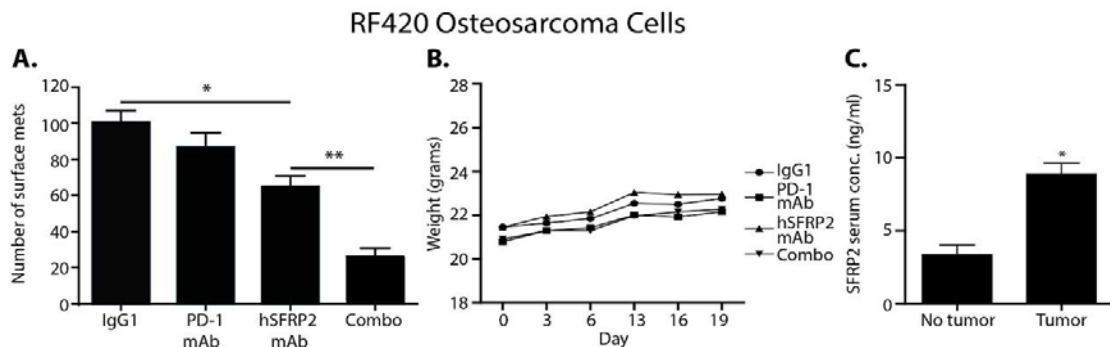 RF420 Osteosarcoma Cells
A.
Number of surface mets
120
100
80
60
40
20
0
*
**
IgG1
PD-1
mAb
hSFRP2
mAb
Combo
B.
Weight (grams)
28
26
24
22
20
18
0 3 6 13 16 19
Day
IgG1
PD-1
mAb
hSFRP2
mAb
Combo
C.
SFRP2 serum conc. (ng/ml)
15
10
5
0
*
No tumor
Tumor